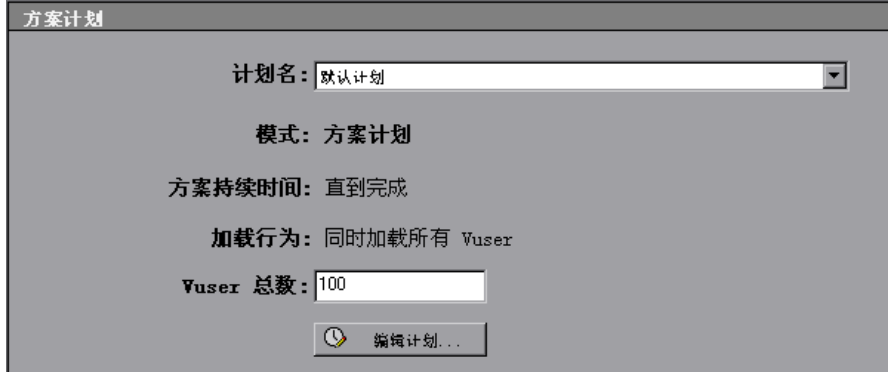 方案计划
计划名: 默认计划
模式: 方案计划
方案持续时间: 直到完成
加载行为: 同时加载所有 Vuser
Vuser 总数: 100
编辑计划...